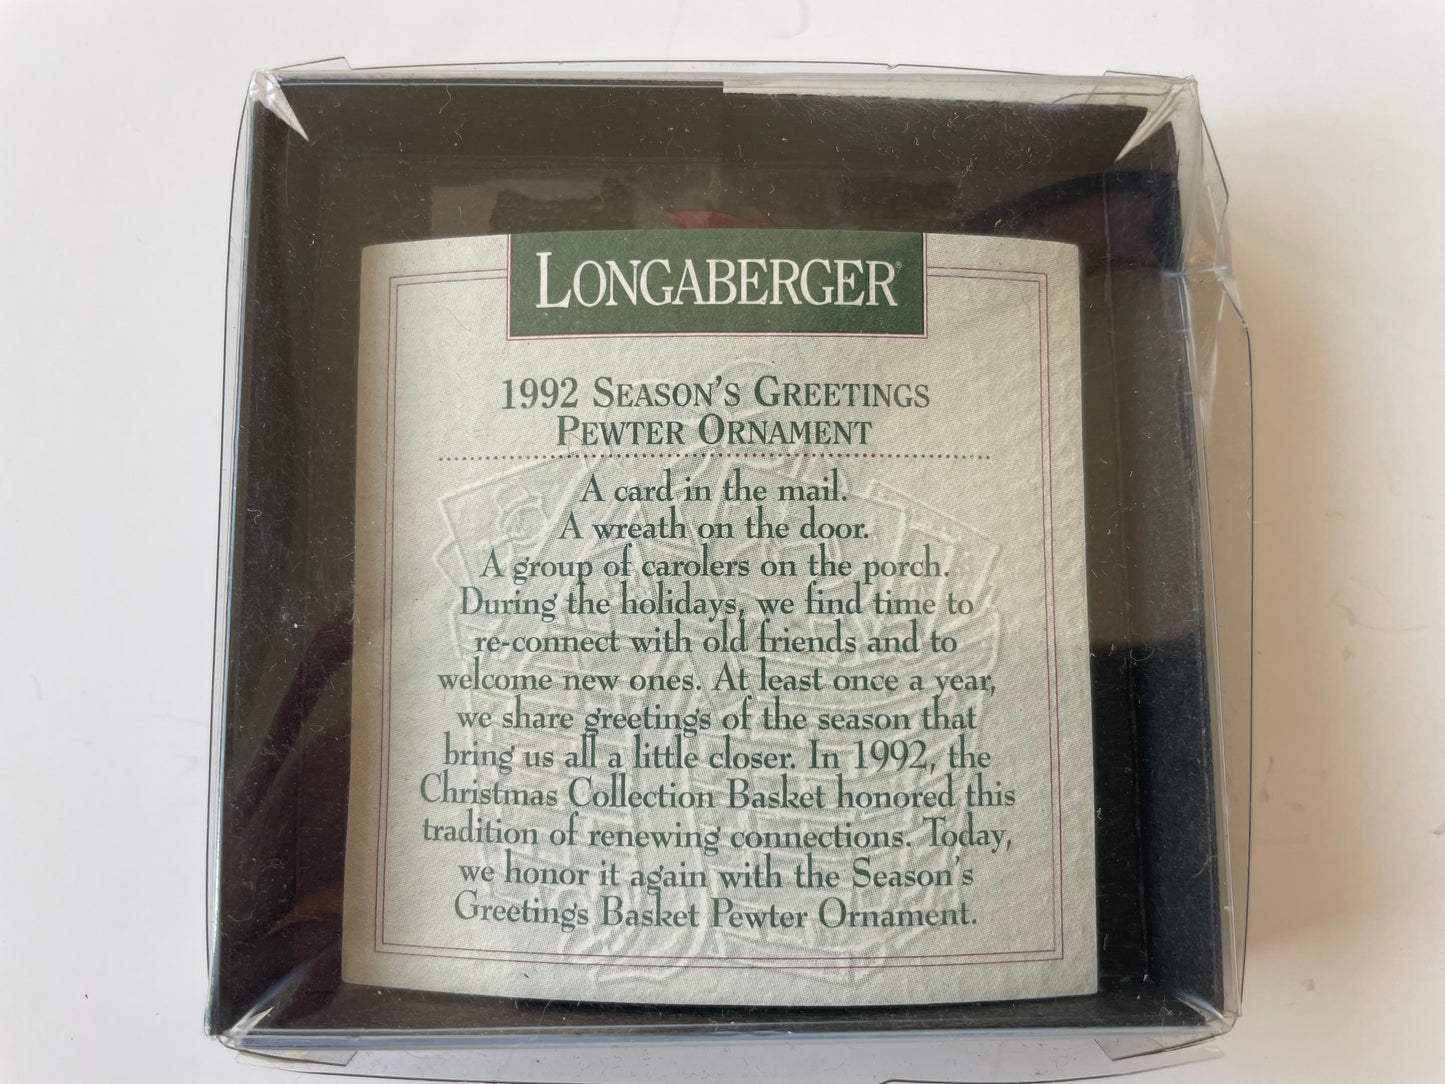 LONGABERGER®
1992 SEASON'S GREETINGS
PEWTER ORNAMENT
A card in the mail.
A wreath on the door.
A group of carolers on the porch.
During the holidays, we find time to
re-connect with old friends and to
welcome new ones. At least once a year,
we share greetings of the season that
bring us all a little closer. In 1992, the
Christmas Collection Basket honored this
tradition of renewing connections. Today,
we honor it again with the Season's
Greetings Basket Pewter Ornament.